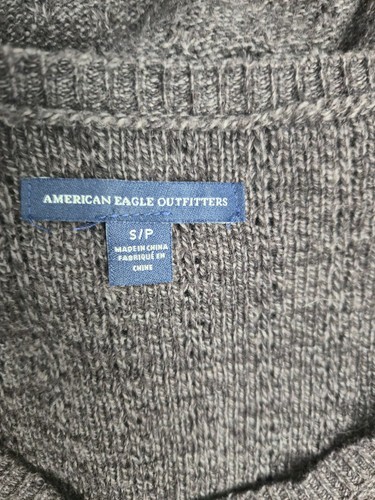 AMERICAN EAGLE OUTFITTERS
S/P
MADE IN CHINA
FABRIQUÉ EN
CHINE